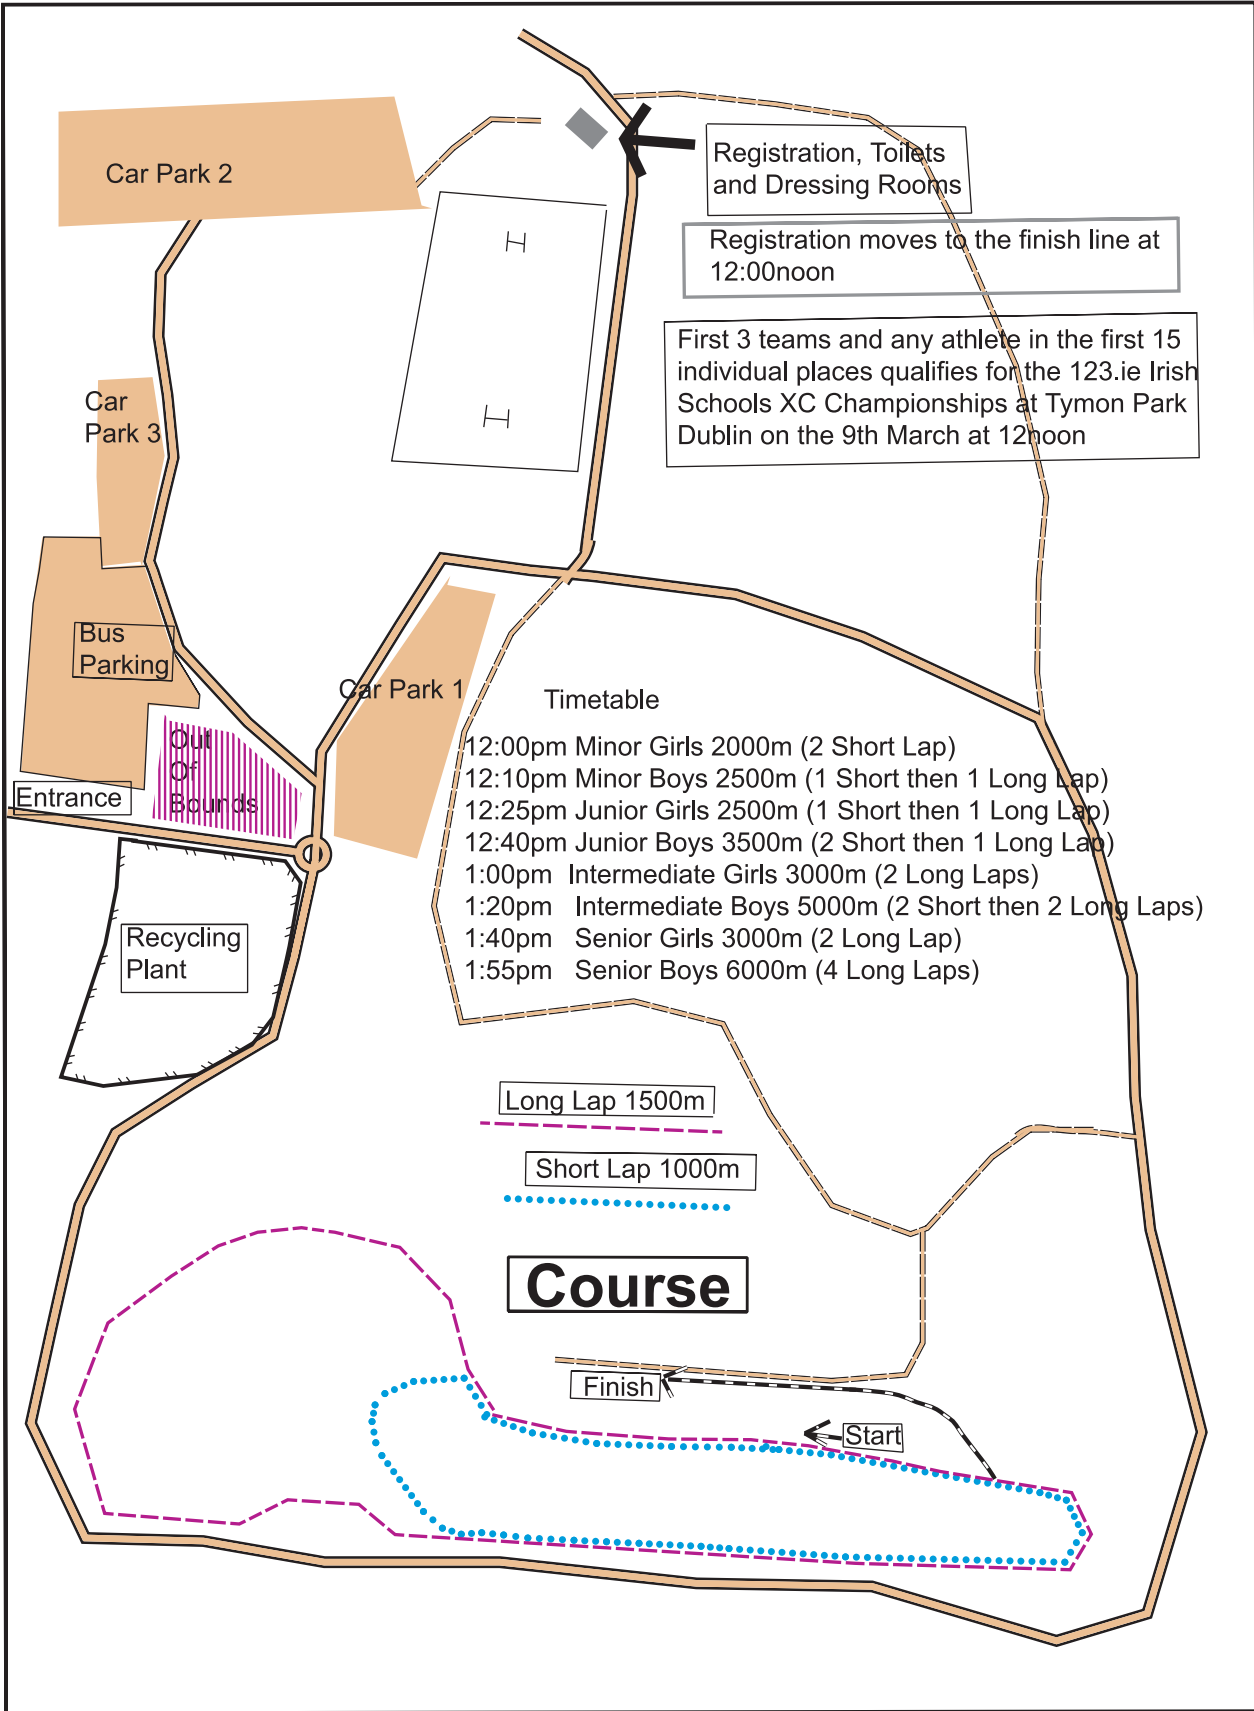 Car Park 2
Registration, Toilets
and Dressing Rooms
Registration moves to the finish line at
12:00noon
First 3 teams and any athlete in the first 15
individual places qualifies for the 123.ie Irish
Schools XC Championships at Tymon Park
Dublin on the 9th March at 12noon
Car
Park 3
Bus
Parking
Car Park 1
Out
Of
Bounds
Entrance
Timetable
12:00pm Minor Girls 2000m (2 Short Lap)
12:10pm Minor Boys 2500m (1 Short then 1 Long Lap)
12:25pm Junior Girls 2500m (1 Short then 1 Long Lap)
12:40pm Junior Boys 3500m (2 Short then 1 Long Lap)
1:00pm Intermediate Girls 3000m (2 Long Laps)
1:20pm Intermediate Boys 5000m (2 Short then 2 Long Laps)
1:40pm Senior Girls 3000m (2 Long Lap)
1:55pm Senior Boys 6000m (4 Long Laps)
Recycling
Plant
Long Lap 1500m
Short Lap 1000m
Course
Finish
Start